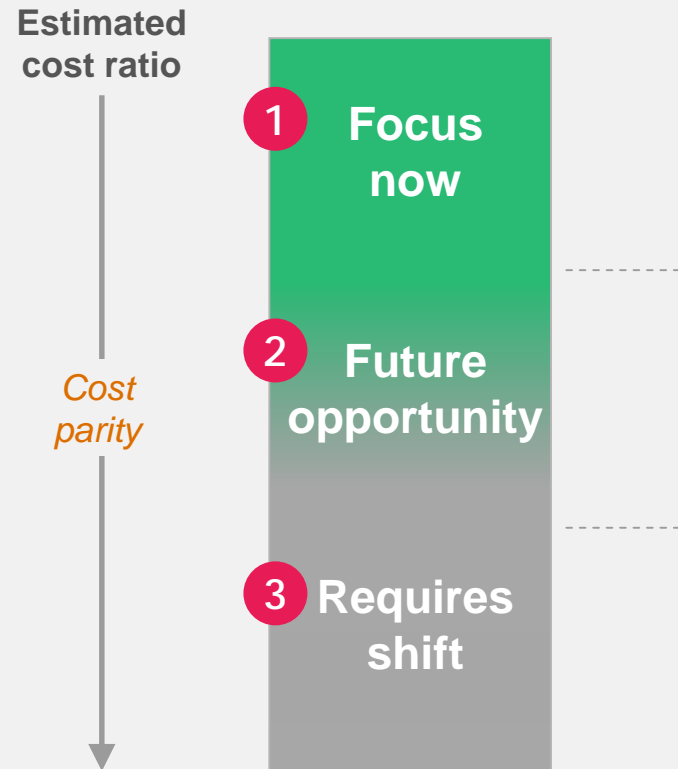 Estimated
cost ratio
1
Focus
now
2
Future
opportunity
Cost
parity
3
Requires
shift